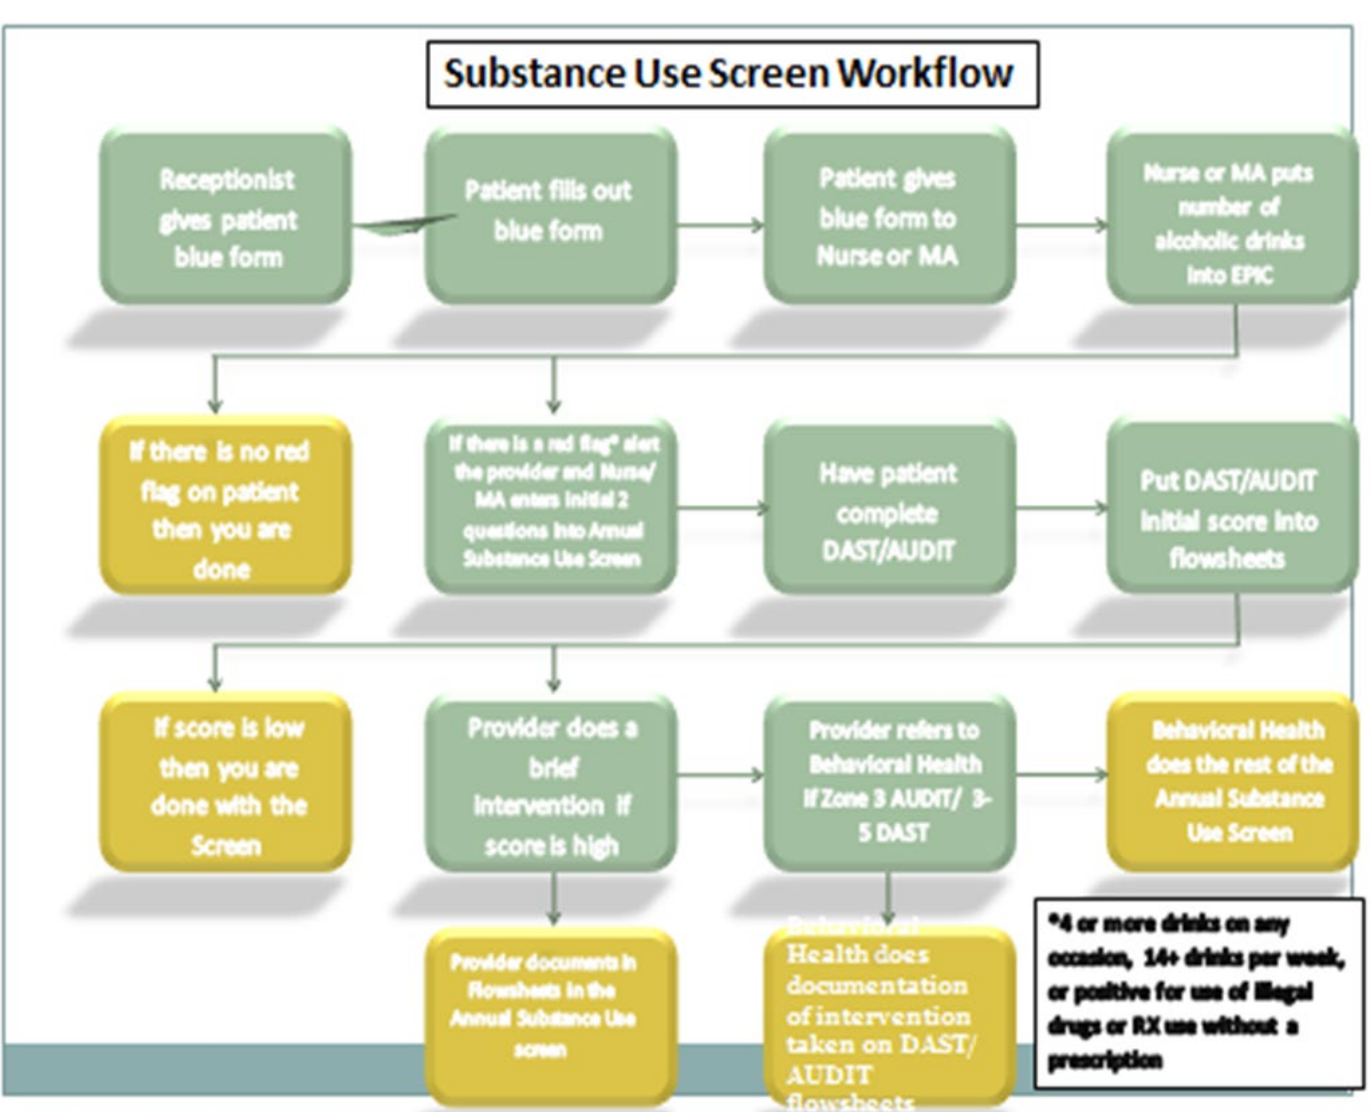 Substance Use Screen Workflow
Receptionist
gives patient
blue form
Patient fills out
blue form
Patient gives
blue form to
Nurse or MA
Nurse or MA puts
number of
alcoholic drinks
into EPIC
If there is no red
flag on patient
then you are
done
If there is a red flag* alert
the provider and Nurse/
MA enters initial 2
questions into Annual
Substance Use Screen
Have patient
complete
DAST/AUDIT
Put DAST/AUDIT
initial score into
flowsheets
If score is low
then you are
done with the
Screen
Provider does a
brief
intervention if
score is high
Provider refers to
Behavioral Health
if Zone 3 AUDIT/ 3-
5 DAST
Behavioral Health
does the rest of the
Annual Substance
Use Screen
Provider documents in
Flowsheets in the
Annual Substance Use
screen
Behavioral
Health does
documentation
of intervention
taken on DAST/
AUDIT
flowsheets
*4 or more drinks on any
occasion, 14+ drinks per week,
or positive for use of illegal
drugs or RX use without a
prescription